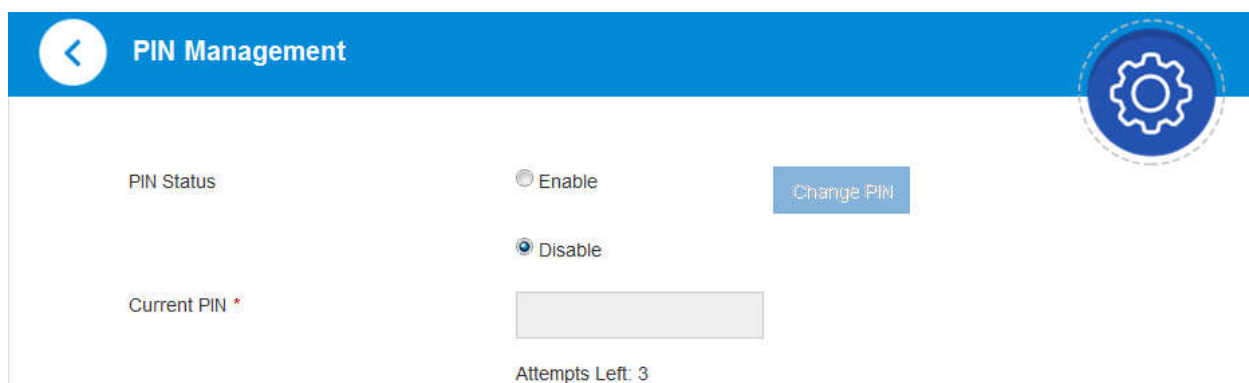 PIN Management
PIN Status
Enable
Change PIN
Disable
Current PIN *
Attempts Left: 3